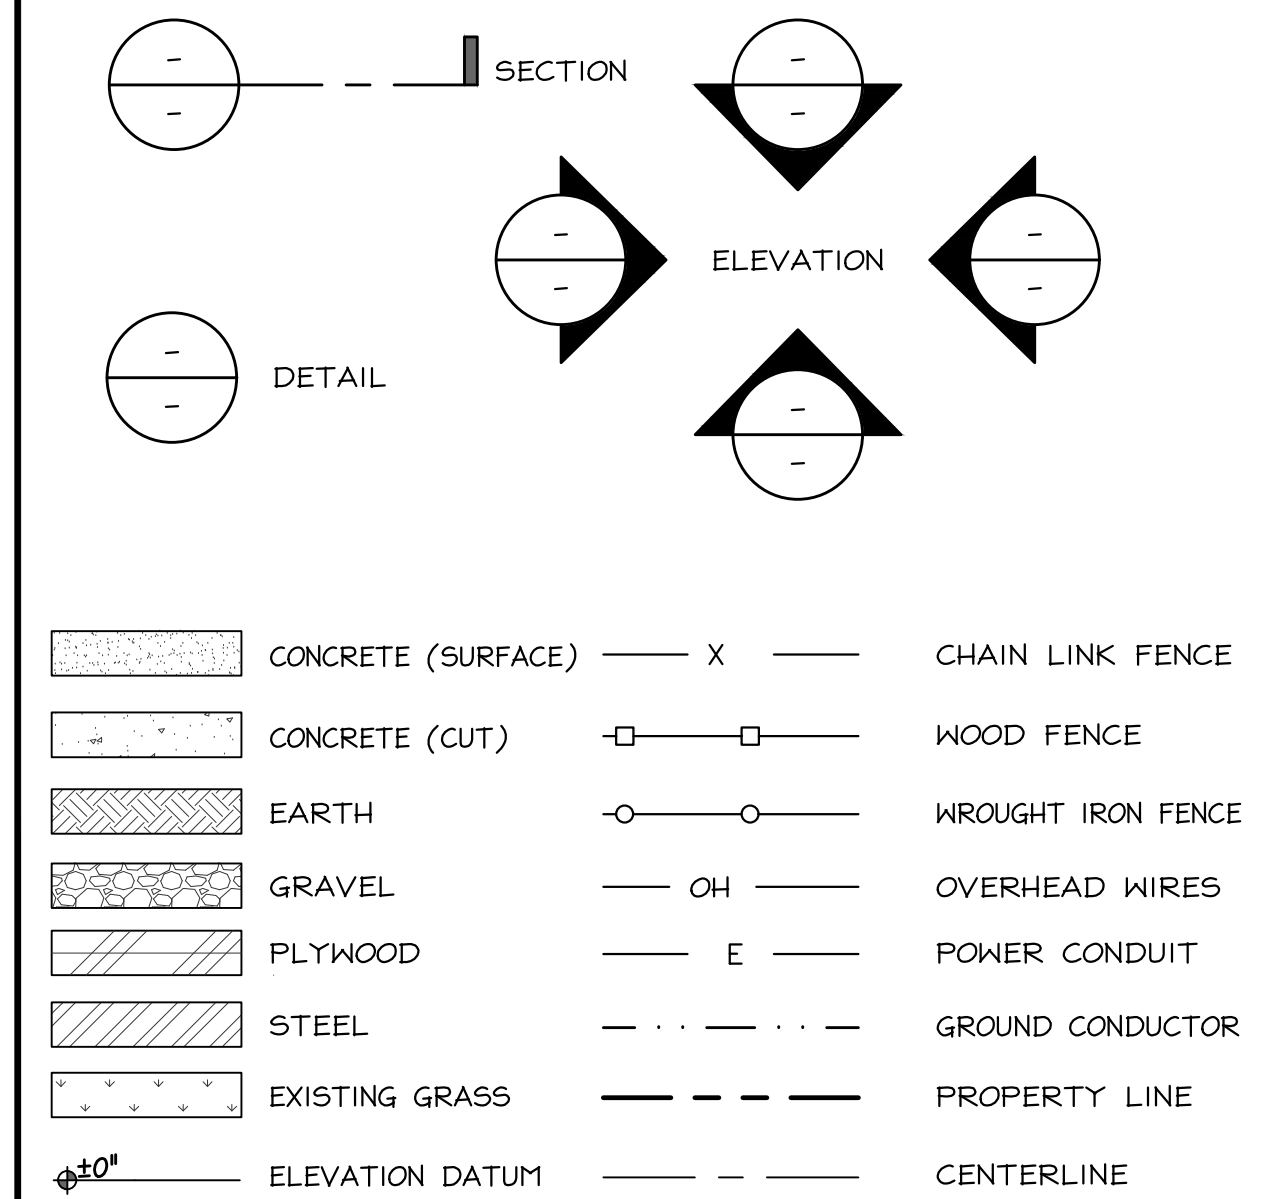 SECTION
ELEVATION
DETAIL
CONCRETE (SURFACE) X CHAIN LINK FENCE
CONCRETE (CUT) WOOD FENCE
EARTH WROUGHT IRON FENCE
GRAVEL OH OVERHEAD WIRES
PLYWOOD E POWER CONDUIT
STEEL GROUND CONDUCTOR
EXISTING GRASS PROPERTY LINE
±0" ELEVATION DATUM CENTERLINE